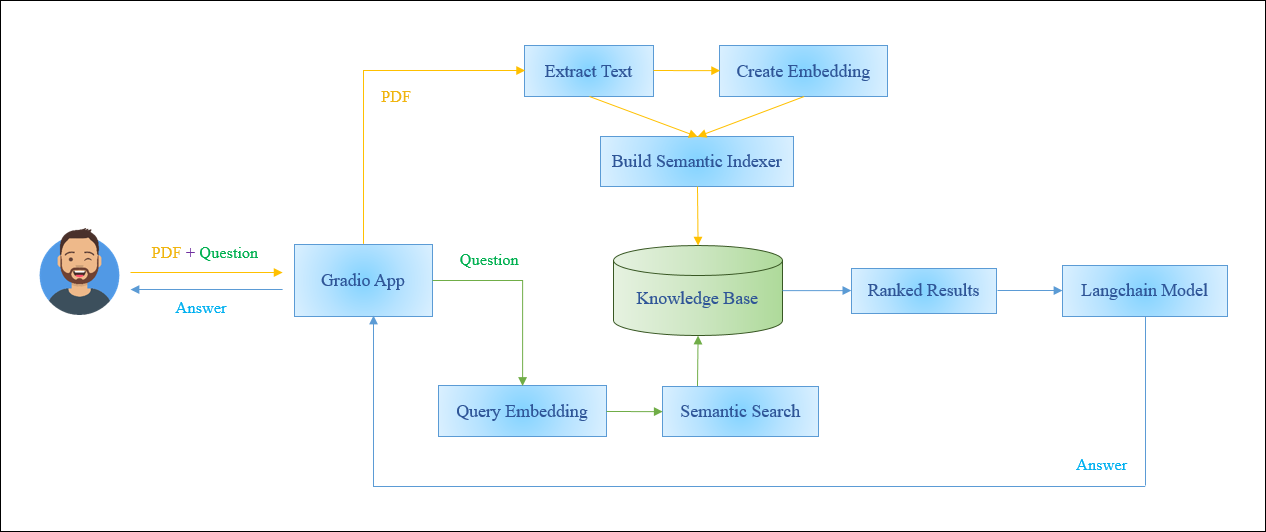 Extract Text
Create Embedding
PDF
Build Semantic Indexer
PDF + Question
Answer
Gradio App
Question
Knowledge Base
Ranked Results
Langchain Model
Query Embedding
Semantic Search
Answer